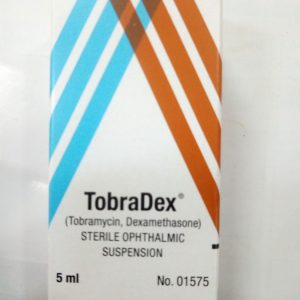 TobraDex®
(Tobramycin, Dexamethasone)
STERILE OPHTHALMIC
SUSPENSION
5 ml No. 01575